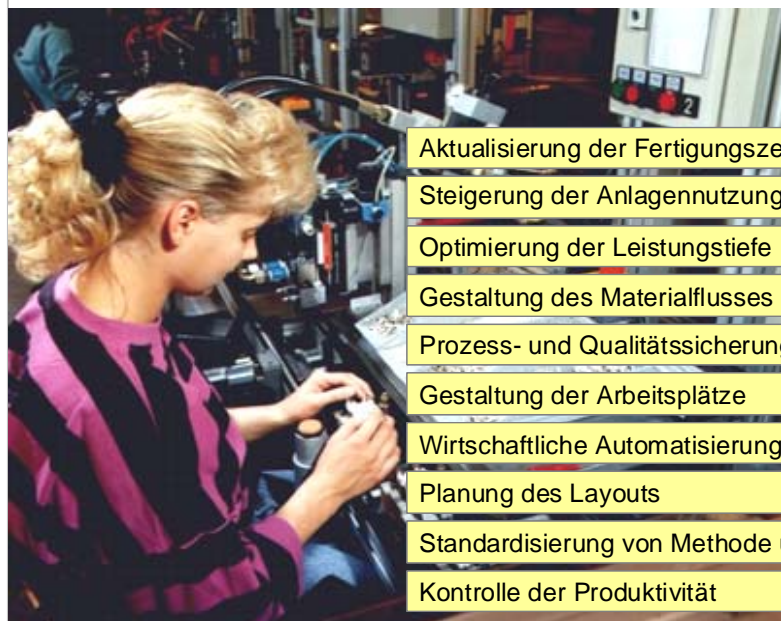 2
Aktualisierung der
Steigerung der Anlagennutzung
Optimierung der Leistungstiefe
Gestaltung des Materialflusses
Prozess- und Qualitätssicherung
Gestaltung der Arbeitsplätze
Wirtschaftliche Automatisierung
Planung des Layouts
Standardisierung von Methode
Kontrolle der Produktivität